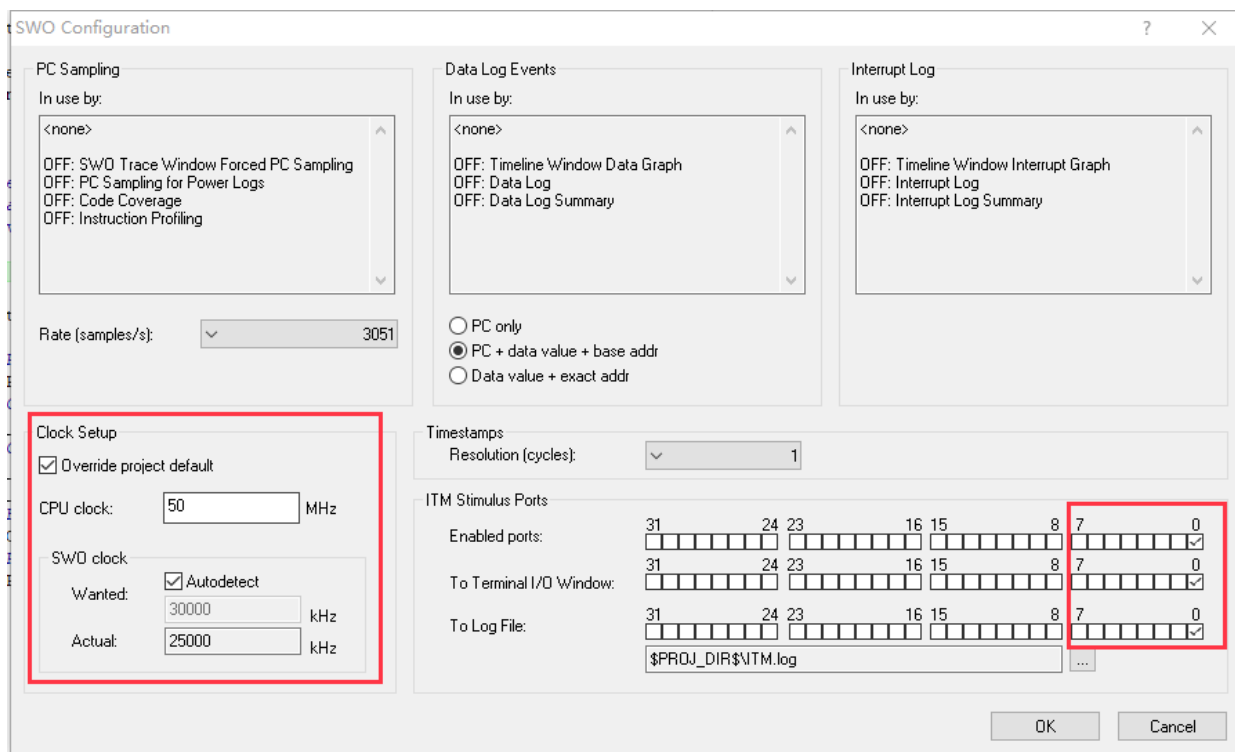 SWO Configuration
PC Sampling
In use by:
<none>
OFF: SWO Trace Window Forced PC Sampling
OFF: PC Sampling for Power Logs
OFF: Code Coverage
OFF: Instruction Profiling
Rate (samples/s): 3051
Data Log Events
In use by:
<none>
OFF: Timeline Window Data Graph
OFF: Data Log
OFF: Data Log Summary
PC only
PC + data value + base addr
Data value + exact addr
Interrupt Log
In use by:
<none>
OFF: Timeline Window Interrupt Graph
OFF: Interrupt Log
OFF: Interrupt Log Summary
Clock Setup
Override project default
CPU clock: 50 MHz
SWO clock
Wanted: Autodetect
30000 kHz
Actual: 25000 kHz
Timestamps
Resolution (cycles): 1
ITM Stimulus Ports
31 24 23 16 15 8 7 0
Enabled ports:
31 24 23 16 15 8 7 0
To Terminal I/O Window:
31 24 23 16 15 8 7 0
To Log File:
$PROJ_DIR$\ITM.log
...
OK Cancel